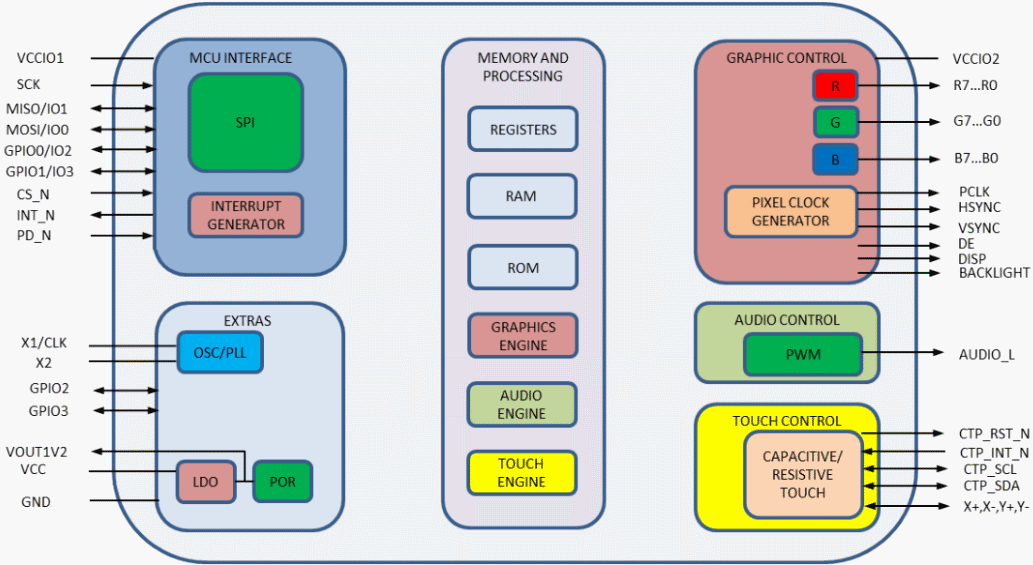 VCCIO1
SCK
MISO/IO1
MOSI/IO0
GPIO0/IO2
GPIO1/IO3
CS_N
INT_N
PD_N
MCU INTERFACE
SPI
INTERRUPT
GENERATOR
X1/CLK
X2
GPIO2
GPIO3
VOUT1V2
VCC
GND
EXTRAS
OSC/PLL
LDO
POR
MEMORY AND
PROCESSING
REGISTERS
RAM
ROM
GRAPHICS
ENGINE
AUDIO
ENGINE
TOUCH
ENGINE
GRAPHIC CONTROL
R
G
B
PIXEL CLOCK
GENERATOR
VCCIO2
R7...R0
G7...G0
B7...B0
PCLK
HSYNC
VSYNC
DE
DISP
BACKLIGHT
AUDIO CONTROL
PWM
AUDIO_L
TOUCH CONTROL
CAPACITIVE/
RESISTIVE
TOUCH
CTP_RST_N
CTP_INT_N
CTP_SCL
CTP_SDA
X+,X-,Y+,Y-